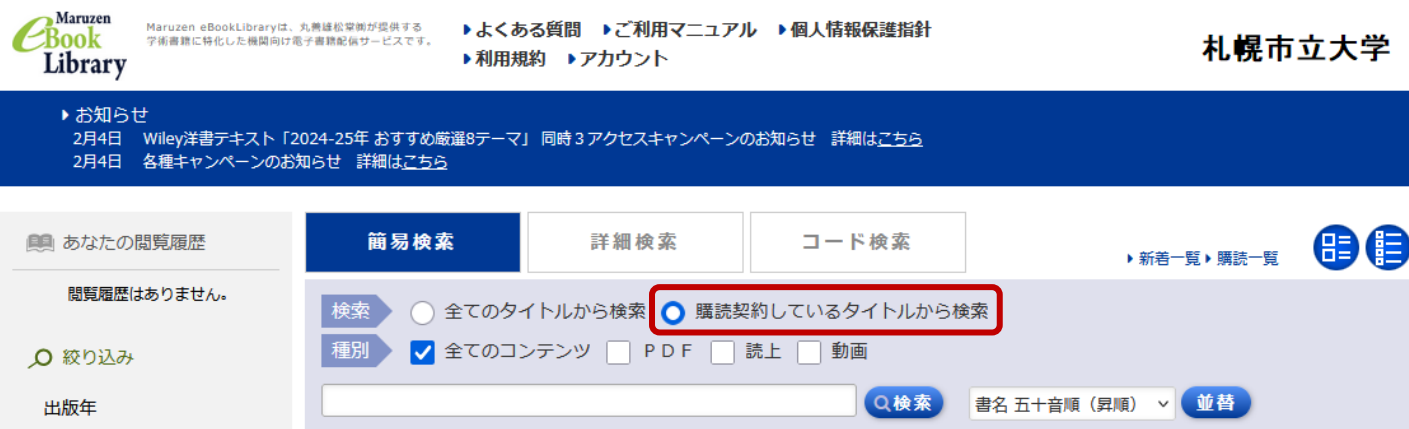 Maruzen
eBook
Library
Maruzen eBookLibraryは、丸善雄松堂㈱が提供する
学術書籍に特化した機関向け電子書籍配信サービスです。
よくある質問 ご利用マニュアル 個人情報保護指針
利用規約 アカウント
札幌市立大学
お知らせ
2月4日 Wiley洋書テキスト「2024-25年 おすすめ厳選8テーマ」 同時３アクセスキャンペーンのお知らせ 詳細はこちら
2月4日 各種キャンペーンのお知らせ 詳細はこちら
あなたの閲覧履歴
閲覧履歴はありません。
絞り込み
出版年
簡易検索 詳細検索 コード検索
新着一覧 購読一覧
検索 全てのタイトルから検索 購読契約しているタイトルから検索
種別 全てのコンテンツ ＰＤＦ 読上 動画
検索 書名 五十音順（昇順） 並替